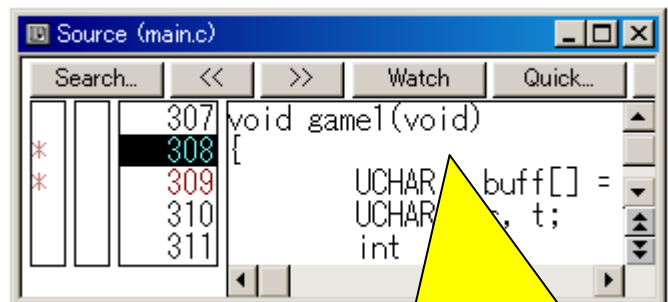 Source (main.c)
Search... << >> Watch Quick...
307 void game1(void)
* 308 {
* 309 UCHAR buff[] =
310 UCHAR , t;
311 int